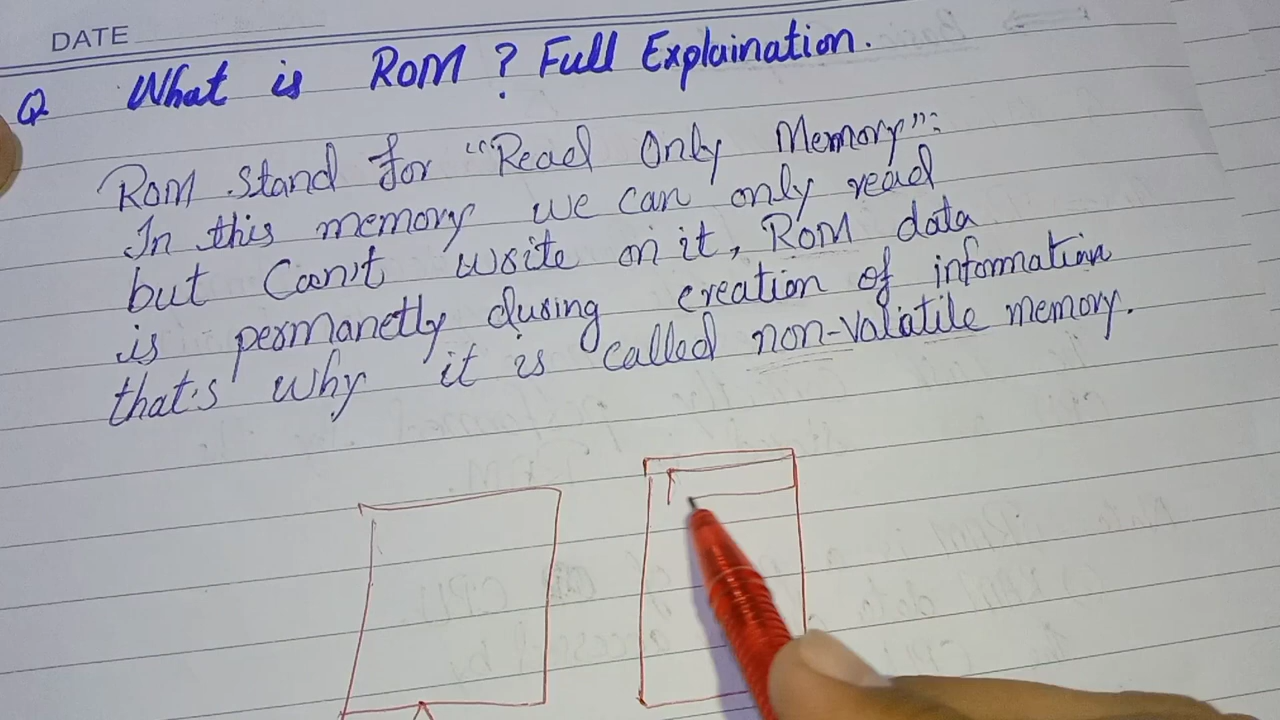 DATE
Q What is ROM? Full Explaination.
ROM stand for "Read Only Memory":
In this memory we can only read
but Can't write on it, ROM data
is permanetly during creation of information
that's why it is called non-valatile memory.